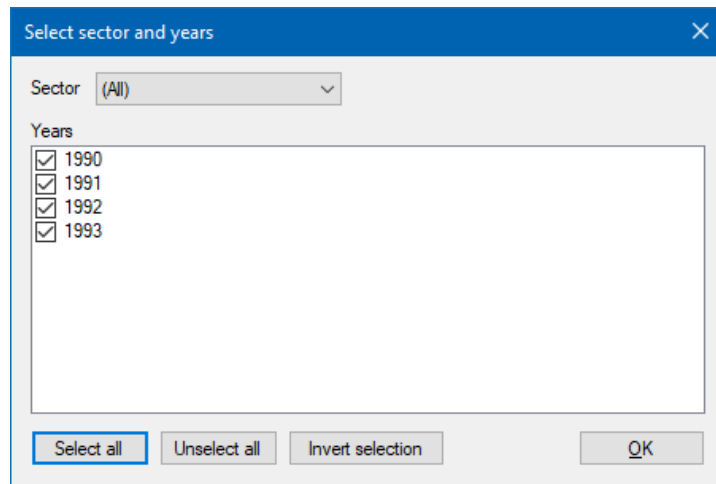 Select sector and years
Sector (All)
Years
1990
1991
1992
1993
Select all Unselect all Invert selection OK